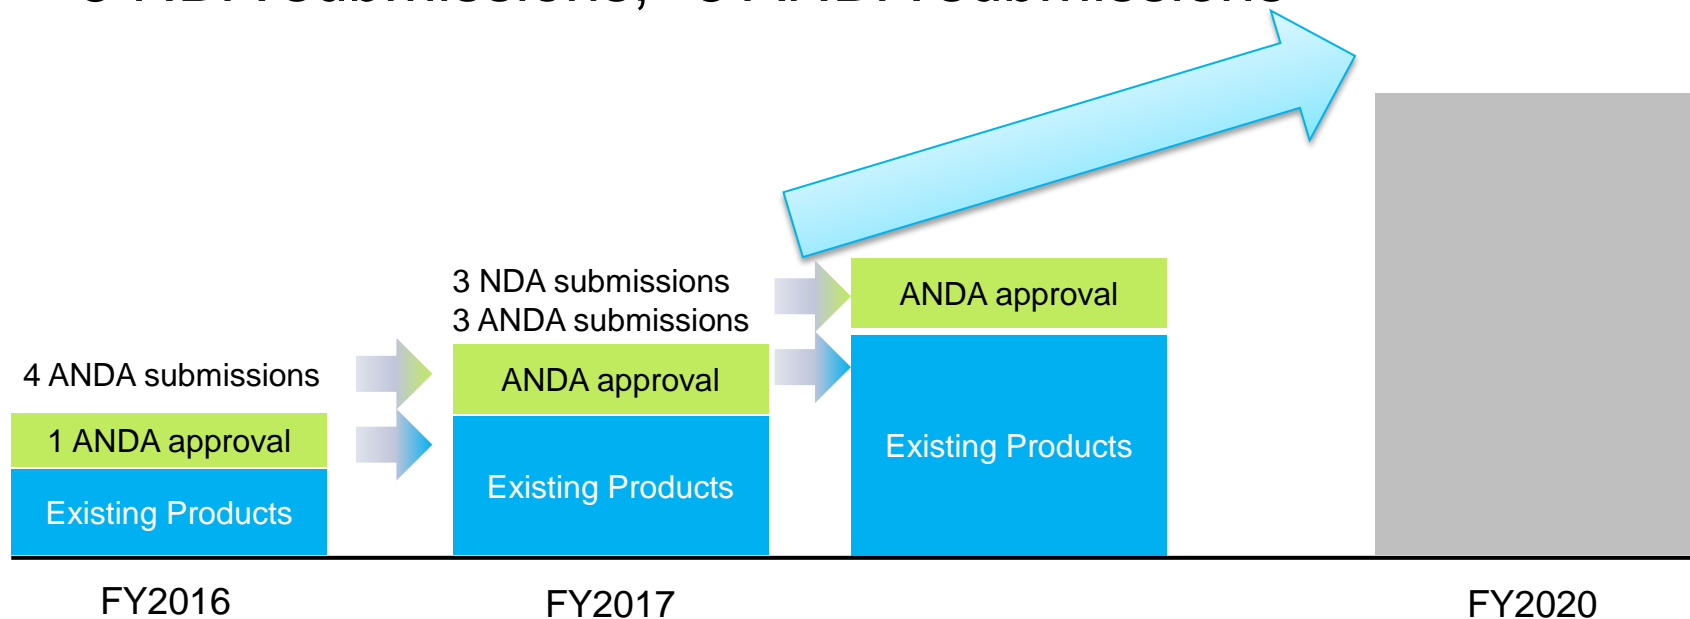 3 NDA submissions
3 ANDA submissions
ANDA approval
4 ANDA submissions
ANDA approval
1 ANDA approval
Existing Products
Existing Products
Existing Products
FY2016
FY2017
FY2020